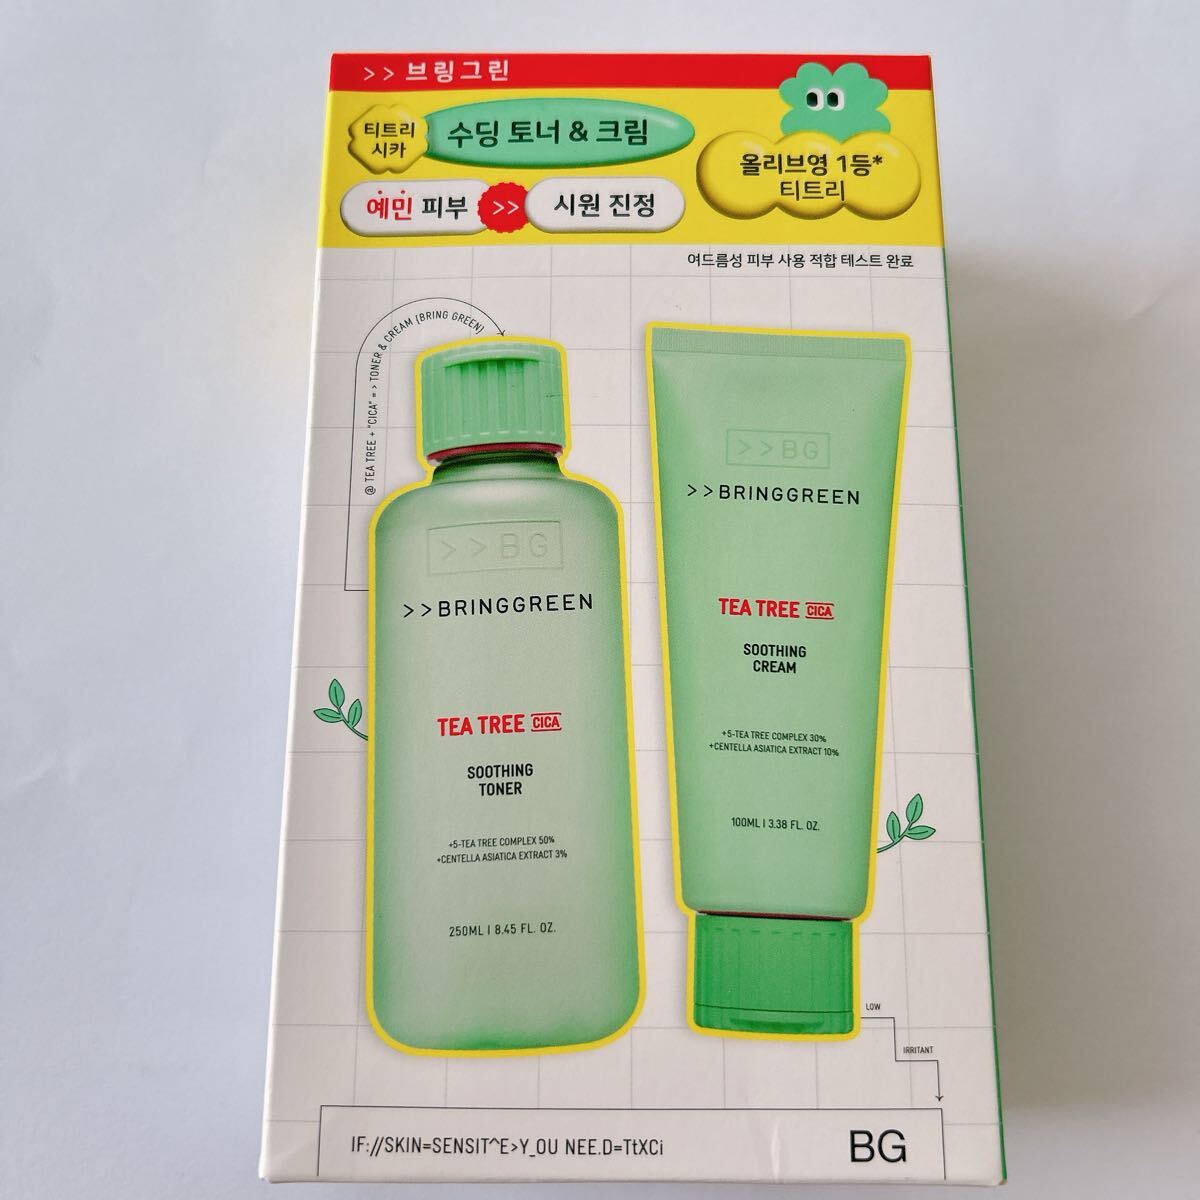 >> 브링그린
티트리
시카
수딩 토너 & 크림
올리브영 1등*
티트리
예민 피부 >> 시원 진정
여드름성 피부 사용 적합 테스트 완료
@ TEA TREE + "CICA" = > TONER & CREAM (BRING GREEN)
>>BG
>>BRINGGREEN
TEA TREE CICA
SOOTHING
TONER
+5-TEA TREE COMPLEX 50%
+CENTELLA ASIATICA EXTRACT 3%
250ML | 8.45 FL. OZ.
>>BG
>>BRINGGREEN
TEA TREE CICA
SOOTHING
CREAM
+5-TEA TREE COMPLEX 30%
+CENTELLA ASIATICA EXTRACT 10%
100ML | 3.38 FL. OZ.
LOW
IRRITANT
IF://SKIN=SENSIT^E>Y_OU NEE.D=TtXCi
BG